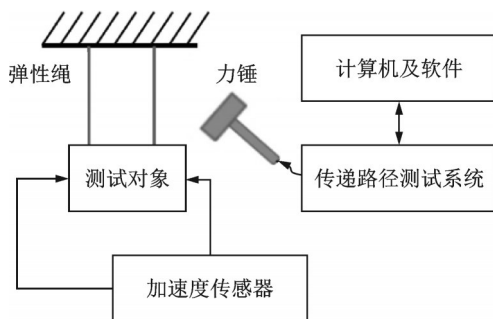 弹性绳
力锤
计算机及软件
测试对象
传递路径测试系统
加速度传感器